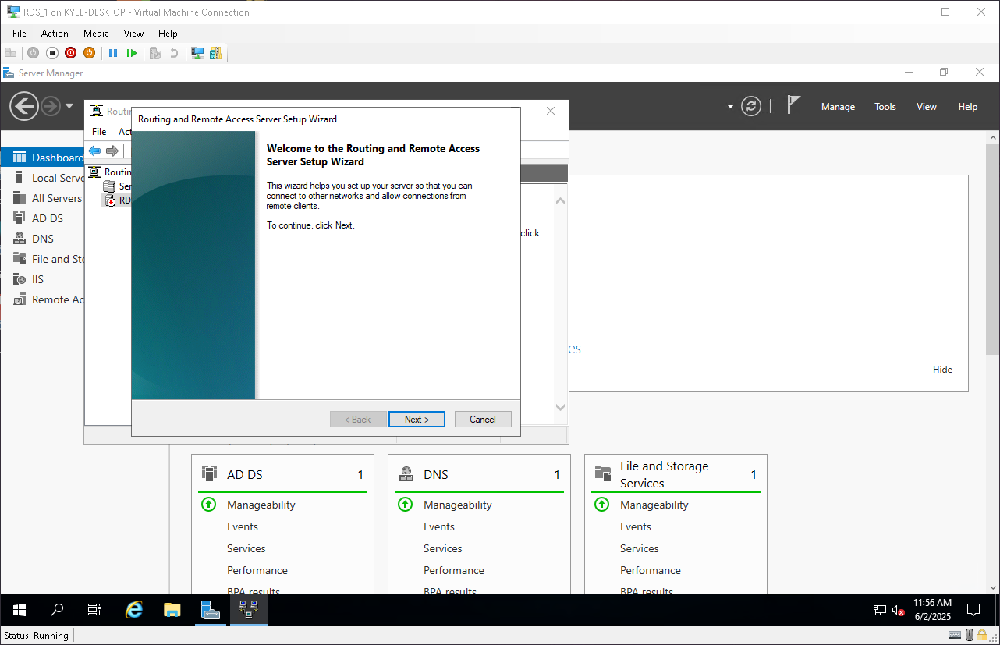 RDS_1 on KYLE-DESKTOP - Virtual Machine Connection
File Action Media View Help
Server Manager
Manage Tools View Help
Routing and Remote Access Server Setup Wizard
File
Welcome to the Routing and Remote Access
Server Setup Wizard
This wizard helps you set up your server so that you can
connect to other networks and allow connections from
remote clients.
To continue, click Next.
click
< Back Next > Cancel
Dashboard
Local Serve
All Servers
AD DS
DNS
File and Sto
IIS
Remote Ac
Hide
AD DS 1
Manageability
Events
Services
Performance
BPA results
DNS 1
Manageability
Events
Services
Performance
BPA results
File and Storage
Services 1
Manageability
Events
Services
Performance
BPA results
11:56 AM
6/2/2025
Status: Running